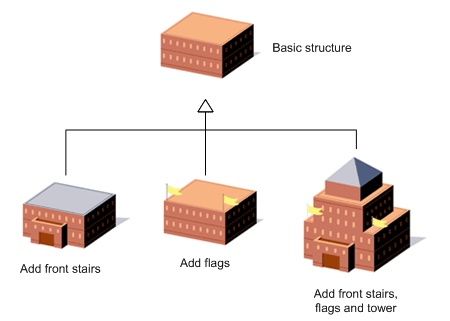 Basic structure
Add front stairs
Add flags
Add front stairs,
flags and tower